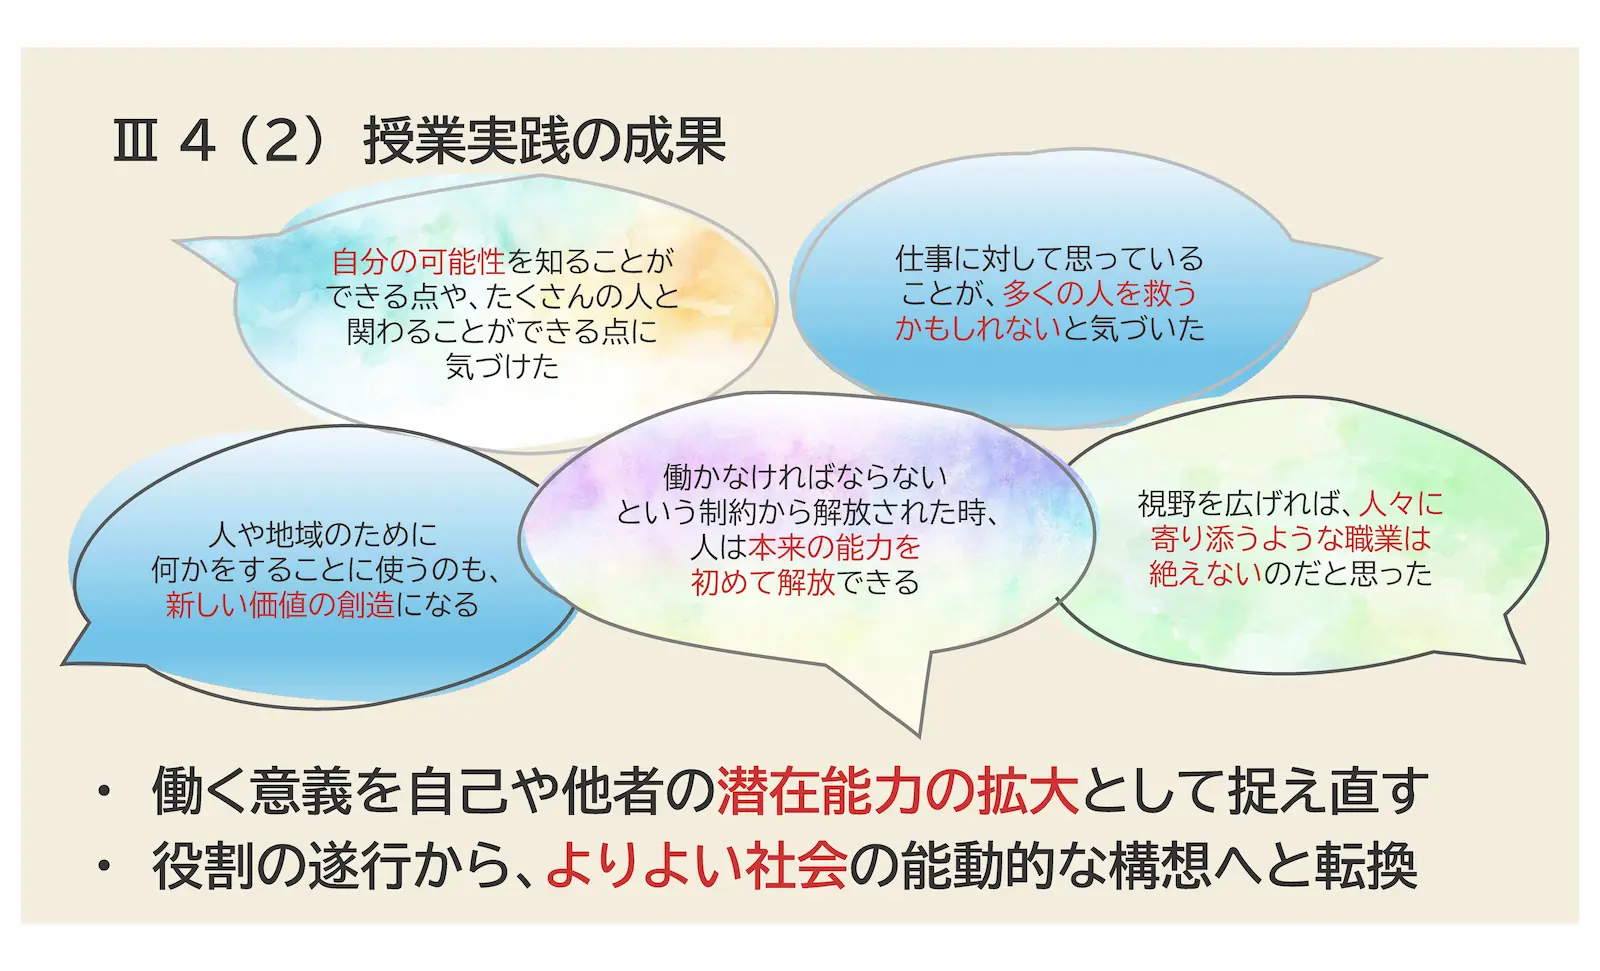 Ⅲ 4（2） 授業実践の成果
自分の可能性を知ることが
できる点や、たくさんの人と
関わることができる点に
気づけた
仕事に対して思っている
ことが、多くの人を救う
かもしれないと気づいた
人や地域のために
何かをすることに使うのも、
新しい価値の創造になる
働かなければならない
という制約から解放された時、
人は本来の能力を
初めて解放できる
視野を広げれば、人々に
寄り添うような職業は
絶えないのだと思った
・ 働く意義を自己や他者の潜在能力の拡大として捉え直す
・ 役割の遂行から、よりよい社会の能動的な構想へと転換